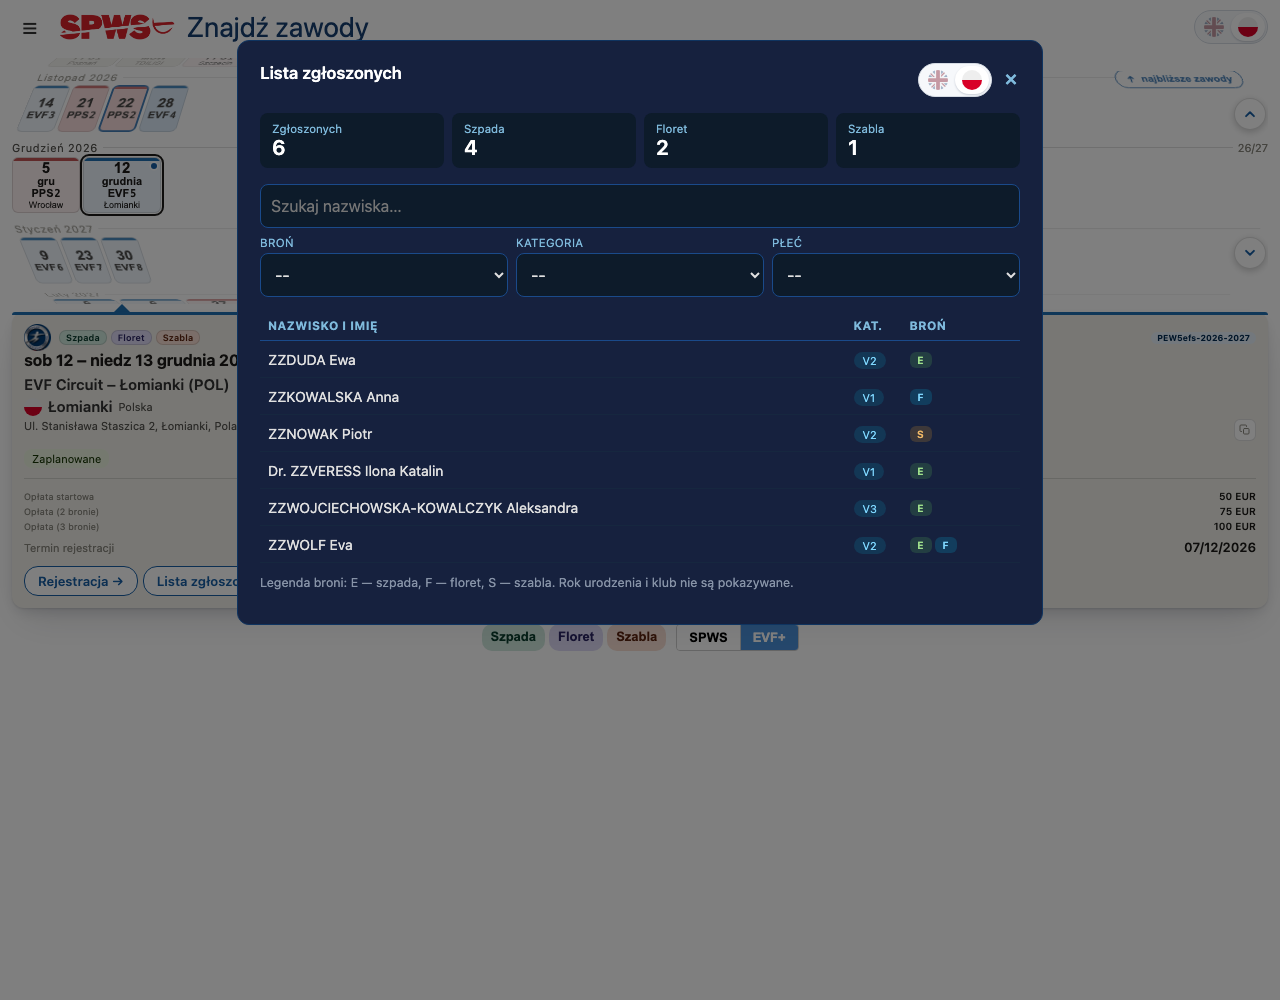 SPWS Znajdź zawody
Listopad 2026
↑ najbliższe zawody
14 EVF3
21 PPS2
22 PPS2
28 EVF4
Grudzień 2026
26/27
5 gru PPS2 Wrocław
12 grudnia EVF5 Łomianki
Styczeń 2027
9 EVF6
23 EVF7
30 EVF8
Szpada Floret Szabla
PEW5efs-2026-2027
sob 12 – niedz 13 grudnia 20
EVF Circuit – Łomianki (POL)
Łomianki Polska
Ul. Stanisława Staszica 2, Łomianki, Pola
Zaplanowane
Opłata startowa
50 EUR
Opłata (2 bronie)
75 EUR
Opłata (3 bronie)
100 EUR
Termin rejestracji
07/12/2026
Rejestracja →
Lista zgłoszo
Lista zgłoszonych
×
Zgłoszonych
6
Szpada
4
Floret
2
Szabla
1
Szukaj nazwiska...
BROŃ
--
KATEGORIA
--
PŁEĆ
--
NAZWISKO I IMIĘ KAT. BROŃ
ZZDUDA Ewa V2 E
ZZKOWALSKA Anna V1 F
ZZNOWAK Piotr V2 S
Dr. ZZVERESS Ilona Katalin V1 E
ZZWOJCIECHOWSKA-KOWALCZYK Aleksandra V3 E
ZZWOLF Eva V2 E F
Legenda broni: E — szpada, F — floret, S — szabla. Rok urodzenia i klub nie są pokazywane.
Szpada Floret Szabla SPWS EVF+